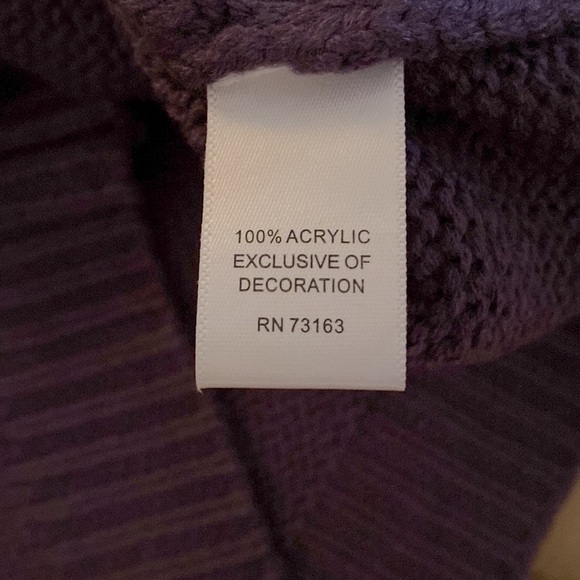 100% ACRYLIC
EXCLUSIVE OF
DECORATION
RN 73163